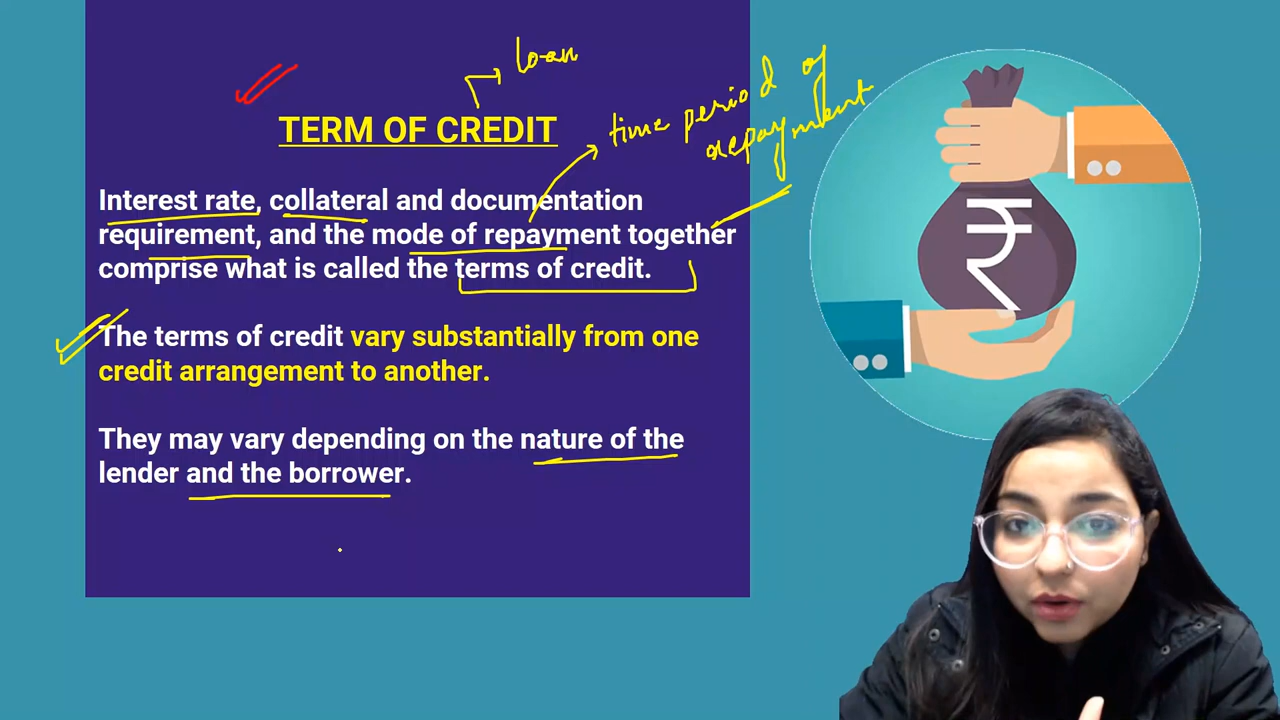 loan
time period of
repayment
TERM OF CREDIT
Interest rate, collateral and documentation
requirement, and the mode of repayment together
comprise what is called the terms of credit.
The terms of credit vary substantially from one
credit arrangement to another.
They may vary depending on the nature of the
lender and the borrower.
₹